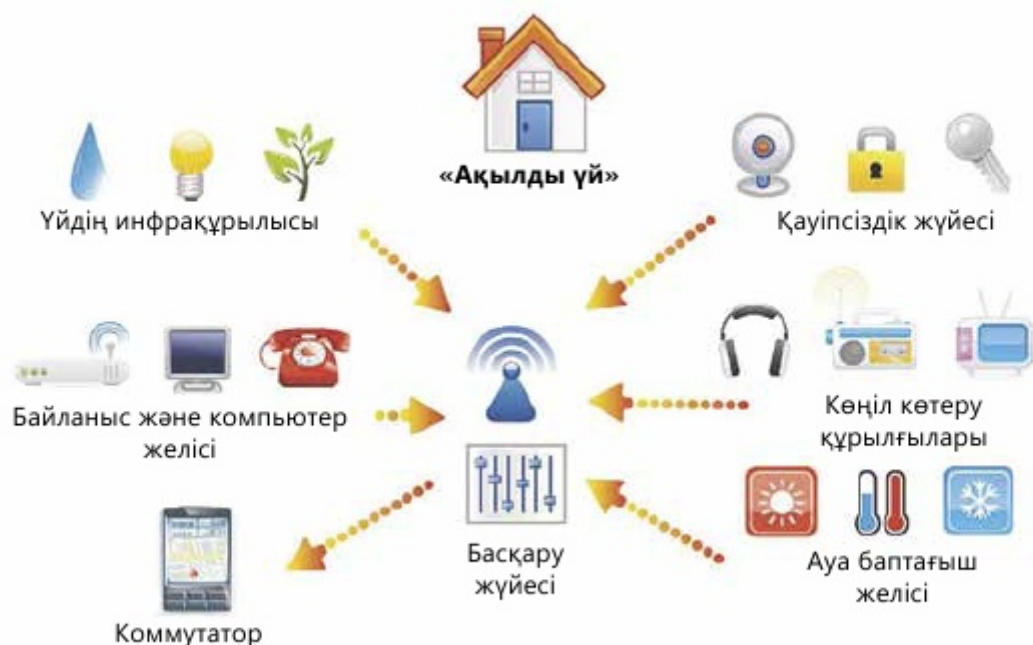 «Ақылды үй»
Үйдің инфрақұрылысы
Қауіпсіздік жүйесі
Байланыс және компьютер
желісі
Көңіл көтеру
құрылғылары
Басқару
жүйесі
Ауа баптағыш
желісі
Коммутатор